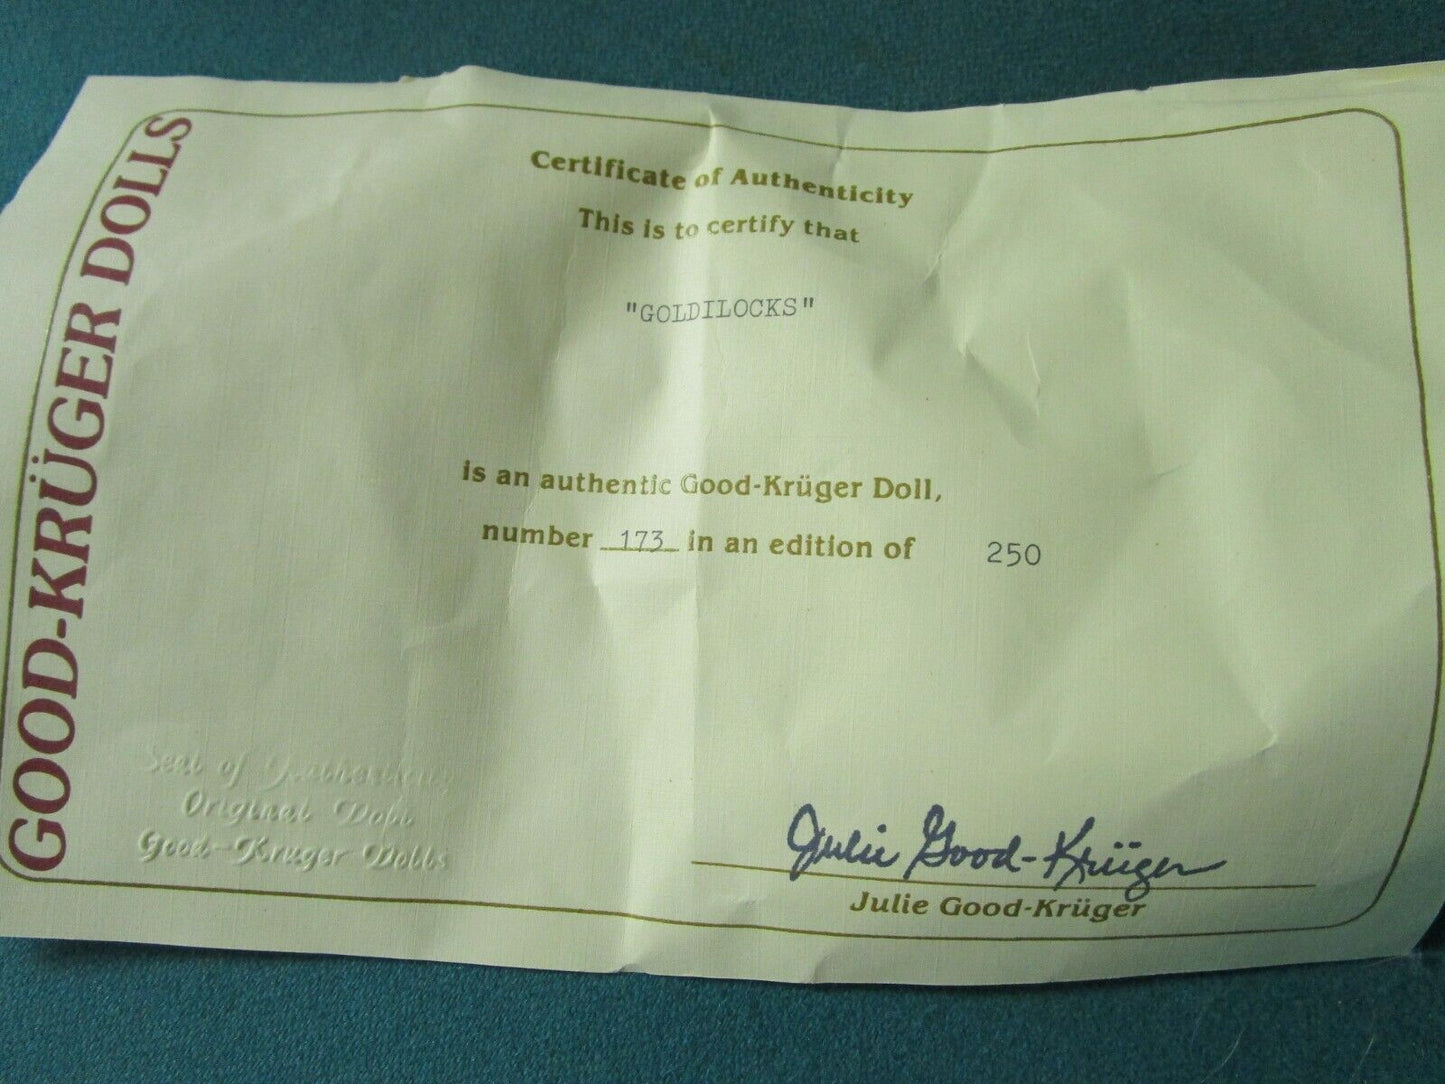 GOOD-KRÜGER DOLLS
Certificate of Authenticity
This is to certify that
"GOLDILOCKS"
is an authentic Good-Krüger Doll,
number 173 in an edition of 250
Seal of Authenticity
Original Doll
Good-Kruger Dolls
Julie Good-Krüger
Julie Good-Krüger